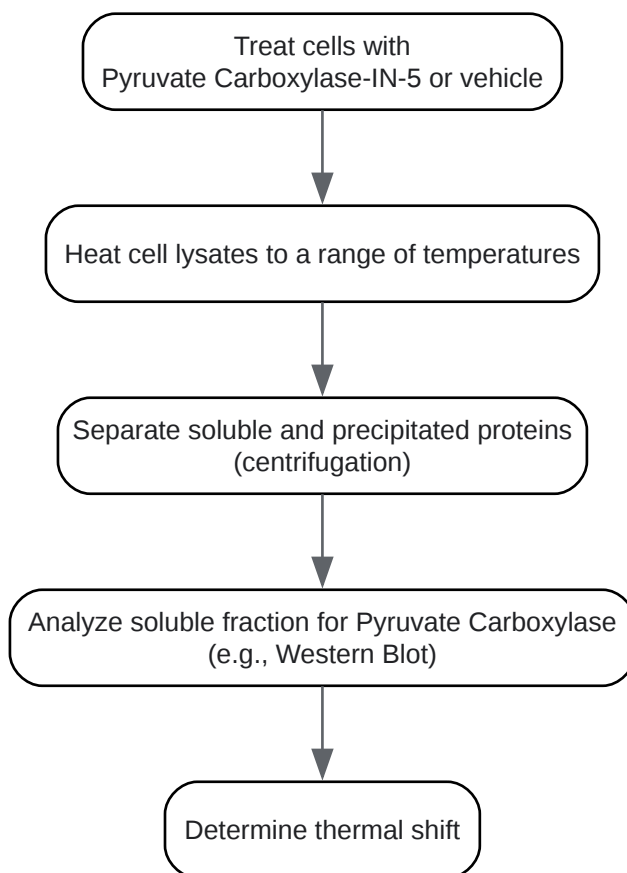 Treat cells with
Pyruvate Carboxylase-IN-5 or vehicle
Heat cell lysates to a range of temperatures
Separate soluble and precipitated proteins
(centrifugation)
Analyze soluble fraction for Pyruvate Carboxylase
(e.g., Western Blot)
Determine thermal shift